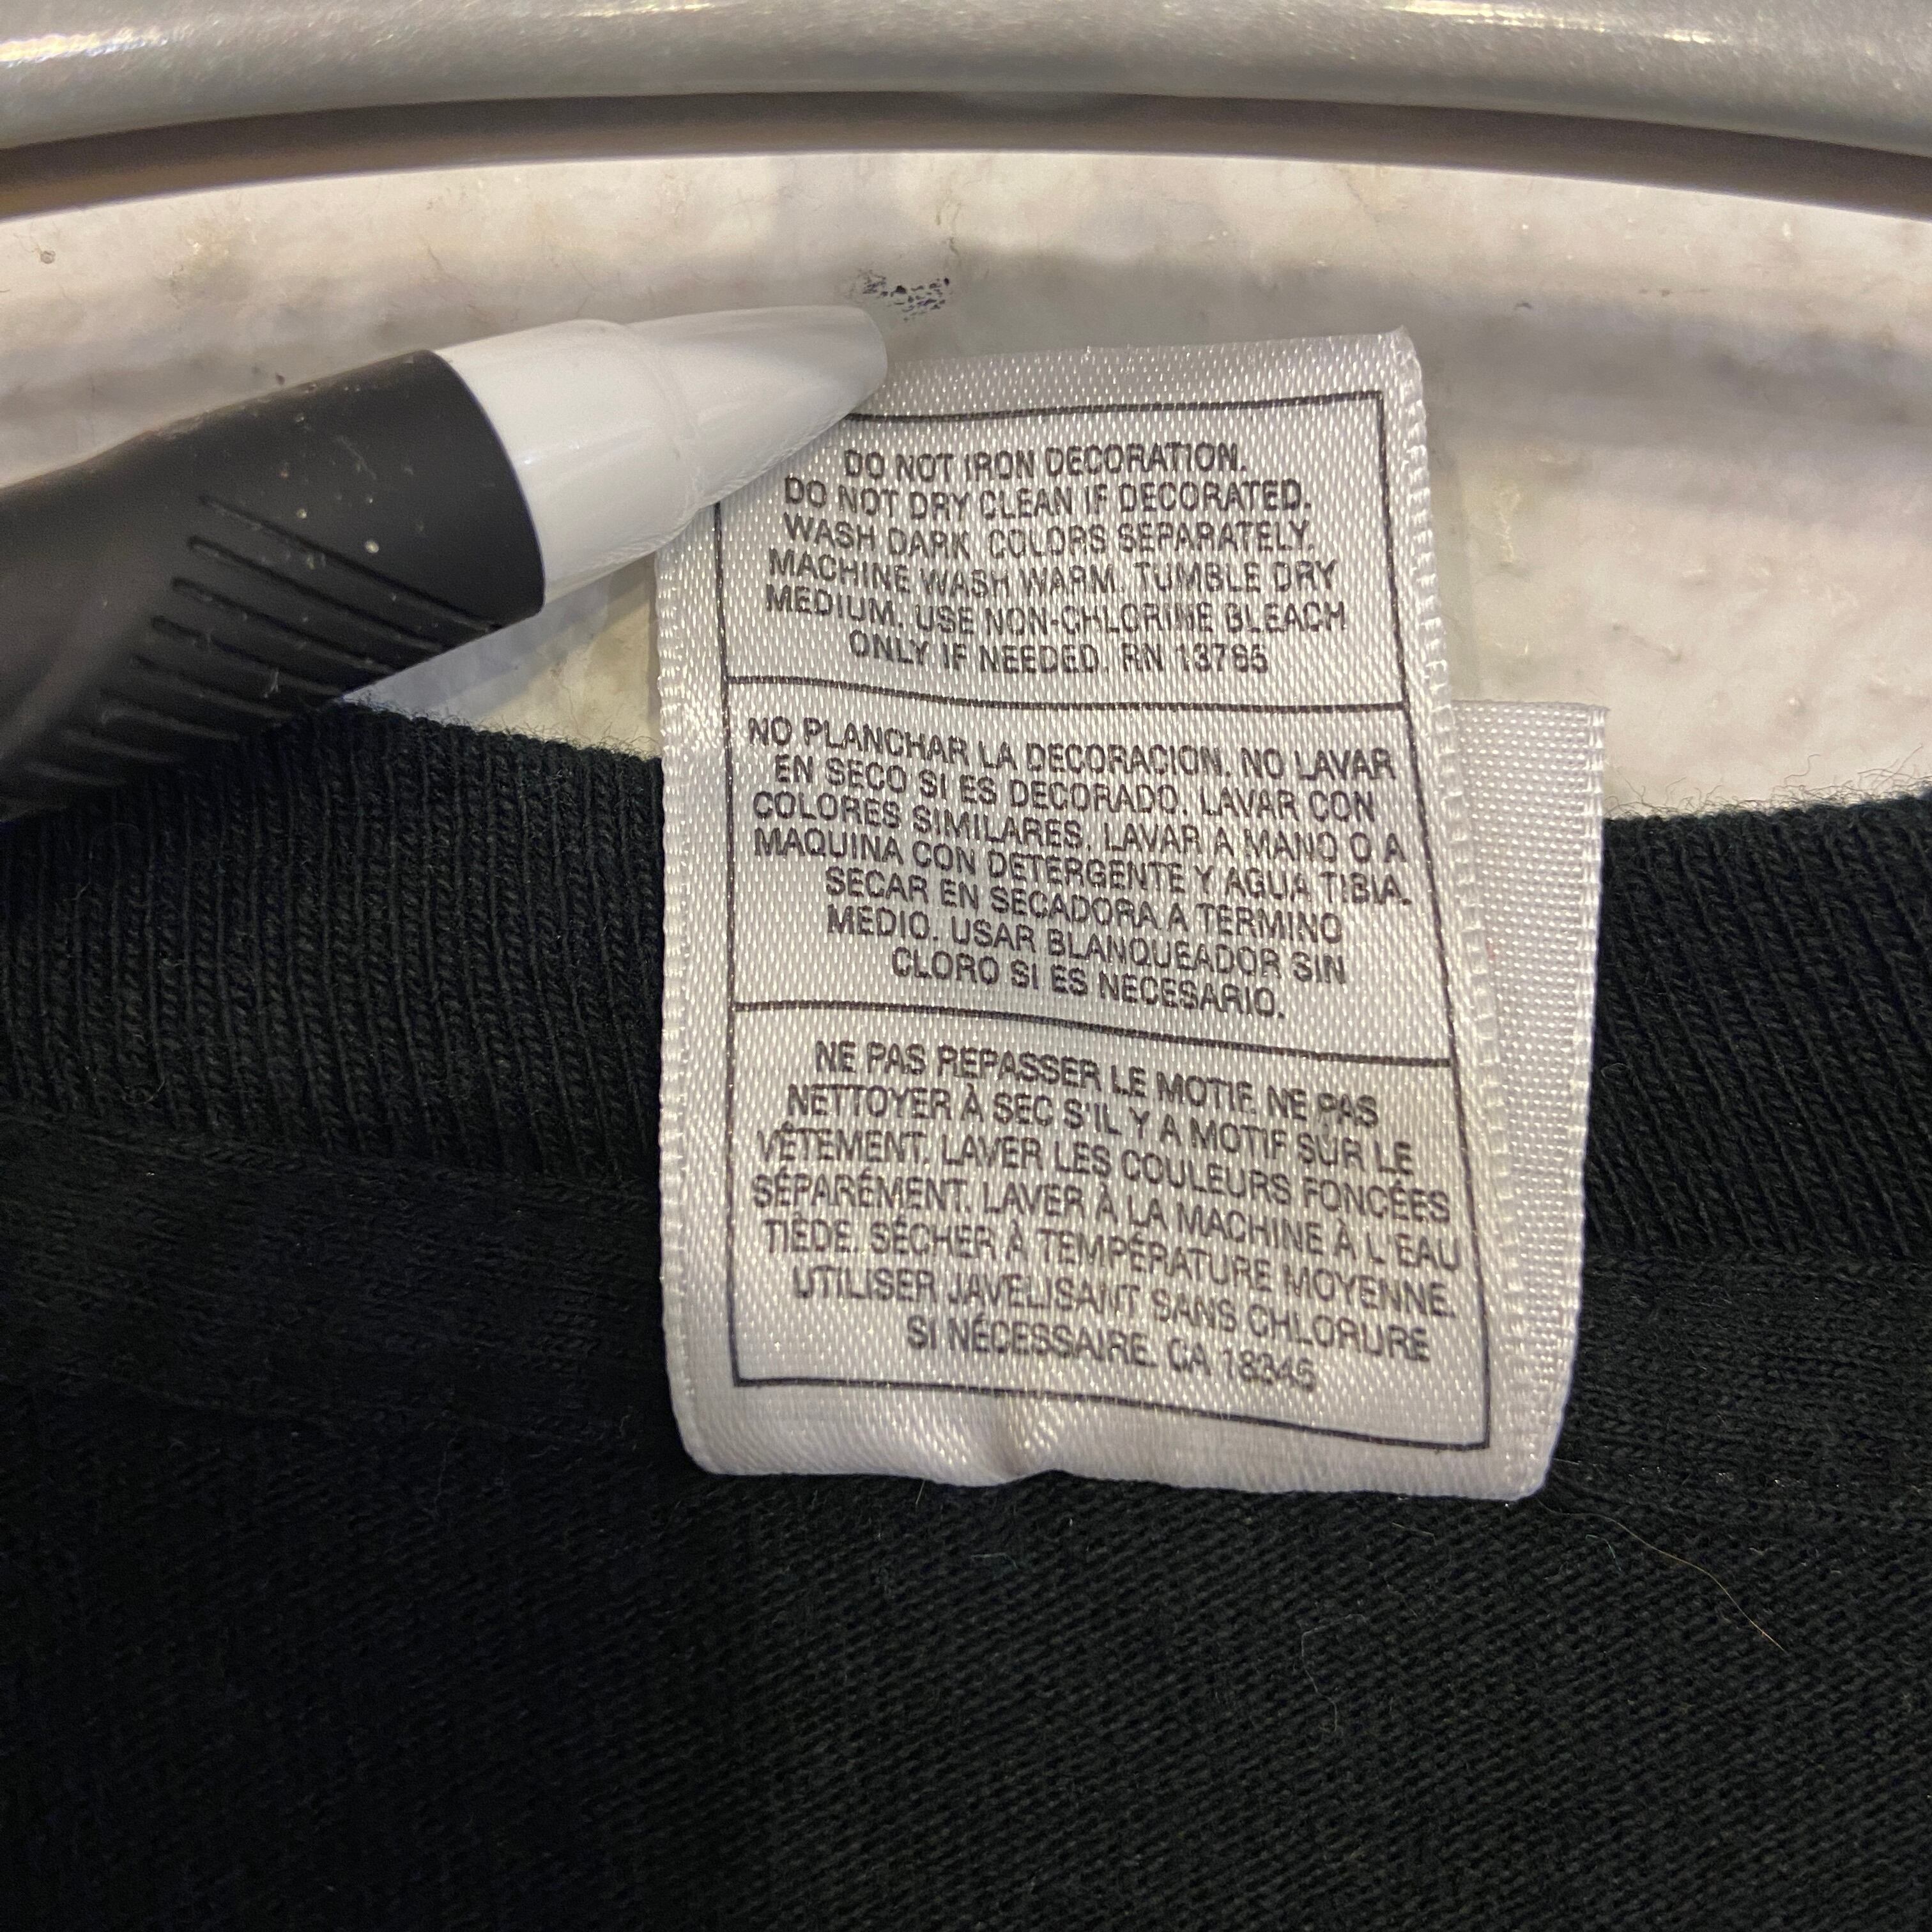 DO NOT IRON DECORATION.
DO NOT DRY CLEAN IF DECORATED.
WASH DARK COLORS SEPARATELY.
MACHINE WASH WARM. TUMBLE DRY
MEDIUM. USE NON-CHLORINE BLEACH
ONLY IF NEEDED. RN 13765
NO PLANCHAR LA DECORACION. NO LAVAR
EN SECO SI ES DECORADO. LAVAR CON
COLORES SIMILARES. LAVAR A MANO O A
MAQUINA CON DETERGENTE Y AGUA TIBIA.
SECAR EN SECADORA A TERMINO
MEDIO. USAR BLANQUEADOR SIN
CLORO SI ES NECESARIO.
NE PAS REPASSER LE MOTIF. NE PAS
NETTOYER À SEC S'IL Y A MOTIF SUR LE
VÊTEMENT. LAVER LES COULEURS FONCÉES
SÉPARÉMENT. LAVER À LA MACHINE À L'EAU
TIÈDE. SÉCHER À TEMPÉRATURE MOYENNE.
UTILISER JAVELISANT SANS CHLORURE
SI NÉCESSAIRE. CA 18345